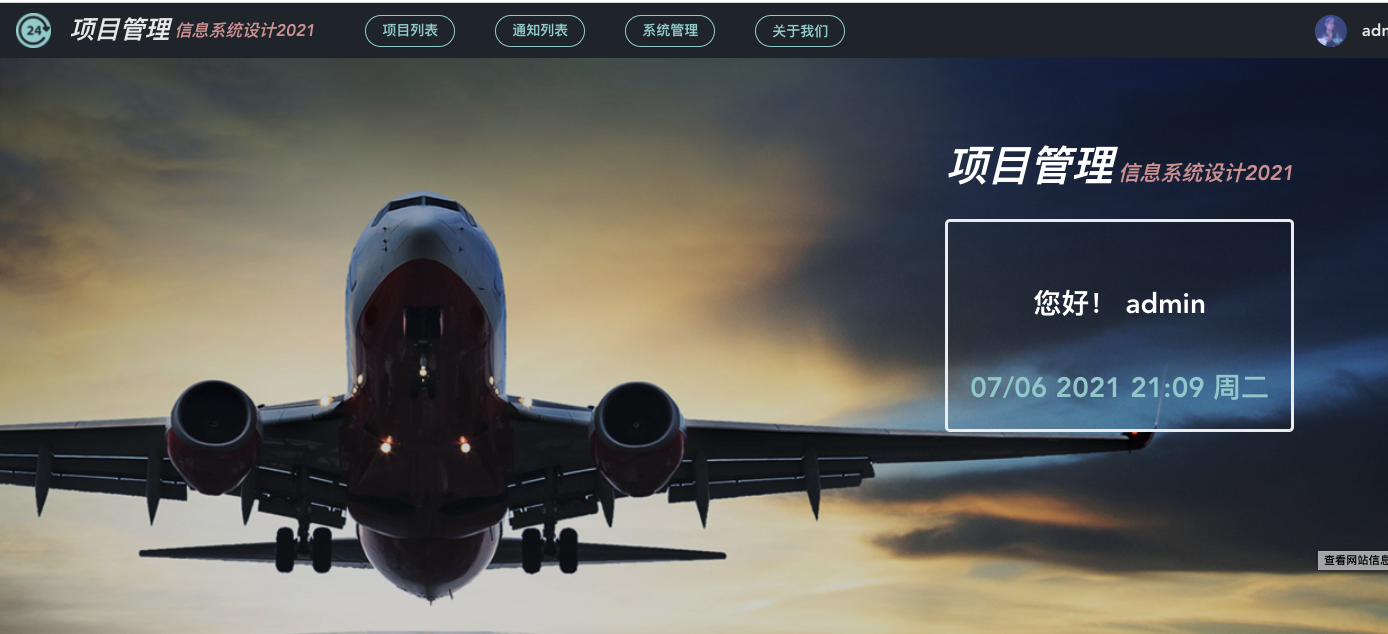 24 项目管理 信息系统设计2021 项目列表 通知列表 系统管理 关于我们 adm
项目管理 信息系统设计2021
您好！ admin
07/06 2021 21:09 周二
查看网站信息